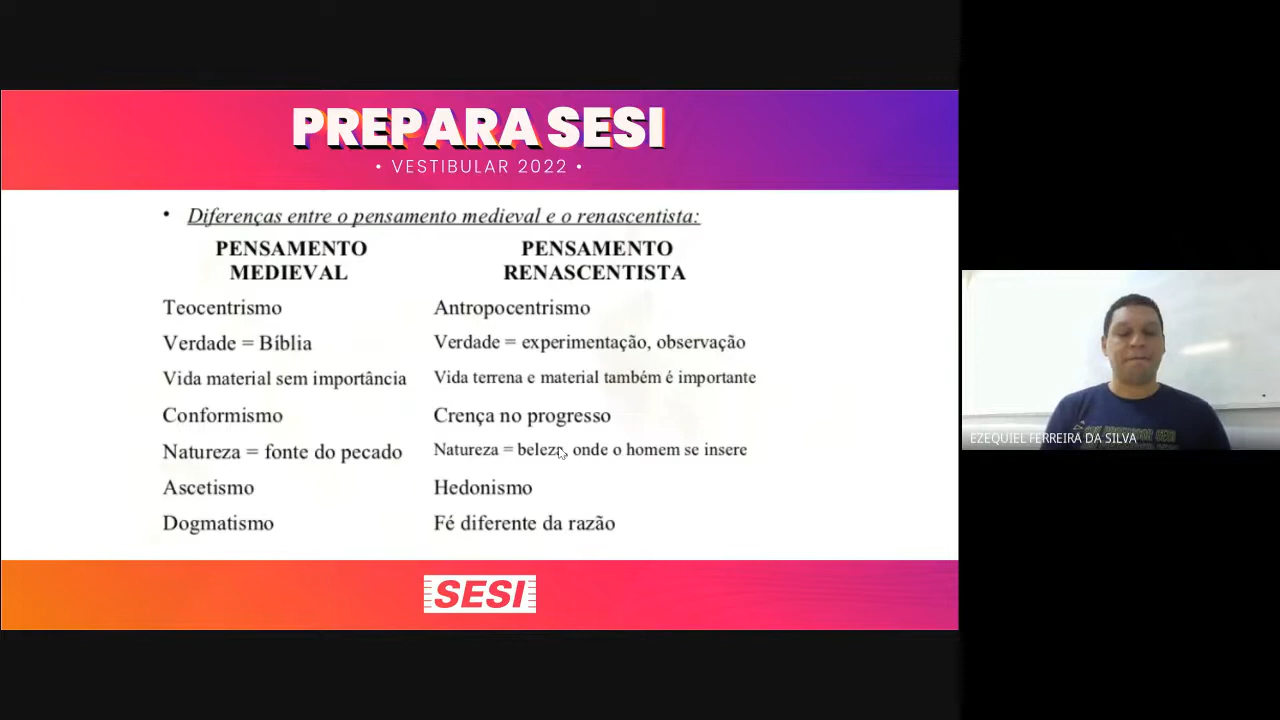 PREPARA SESI
• VESTIBULAR 2022 •
• Diferenças entre o pensamento medieval e o renascentista:
PENSAMENTO MEDIEVAL
PENSAMENTO RENASCENTISTA
Teocentrismo
Antropocentrismo
Verdade = Bíblia
Verdade = experimentação, observação
Vida material sem importância
Vida terrena e material também é importante
Conformismo
Crença no progresso
Natureza = fonte do pecado
Natureza = beleza, onde o homem se insere
Ascetismo
Hedonismo
Dogmatismo
Fé diferente da razão
SESI
EZEQUIEL FERREIRA DA SILVA